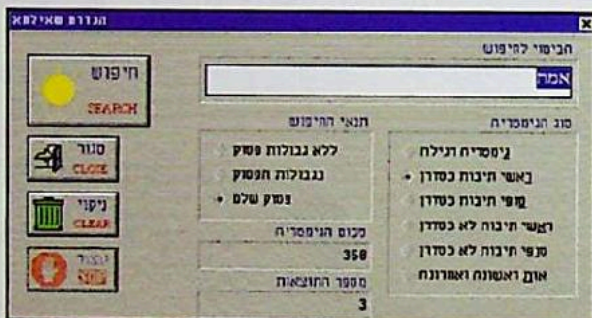 הגדרת שאילתא
הביטוי לחיפוש
אמה
סוג הגימטריה
גימטריה רגילה
ראשי תיבות כסדרן
סופי תיבות כסדרן
ראשי תיבות לא כסדרן
סופי תיבות לא כסדרן
אות ראשונה ואחרונה
תנאי החיפוש
ללא גבולות פסוק
בגבולות הפסוק
פסוק שלם
סכום הגימטריה
358
מספר התוצאות
3
חיפוש
SEARCH
סגור
CLOSE
ניקוי
CLEAR